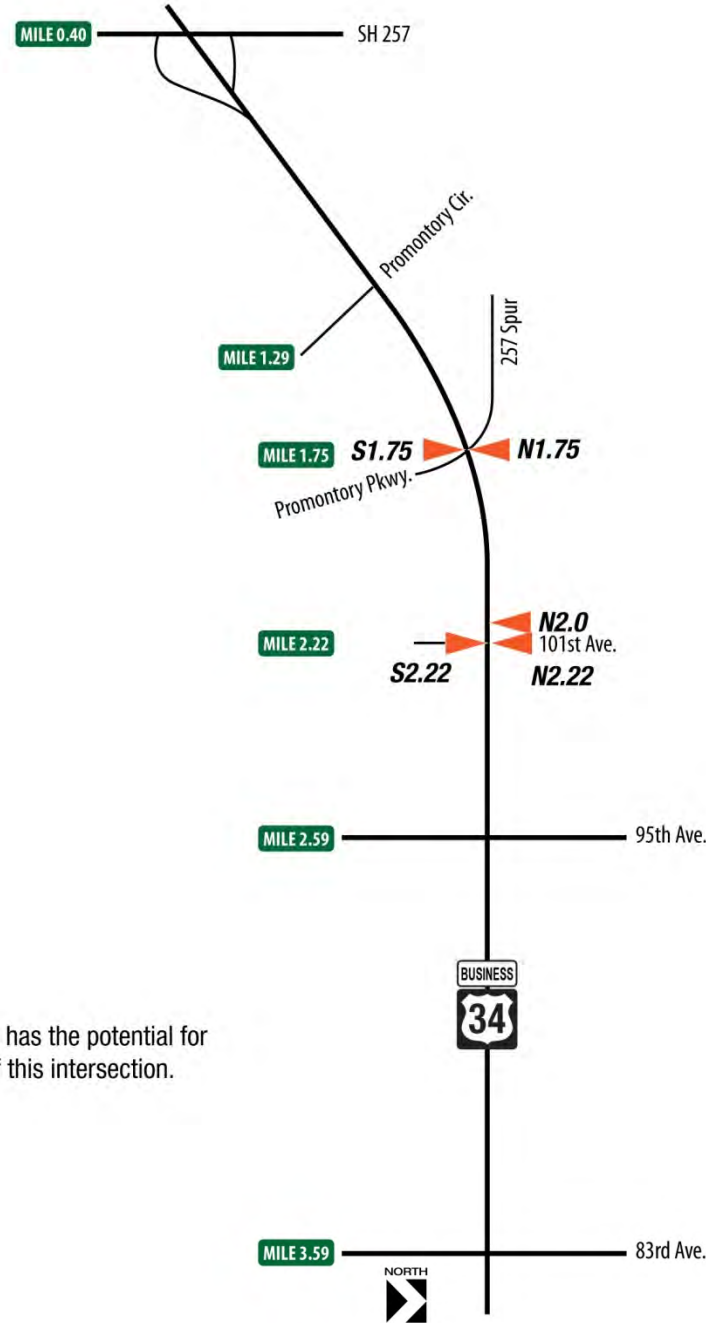 MILE 0.40 SH 257
Promontory Cir.
257 Spur
MILE 1.29
MILE 1.75 S1.75 N1.75
Promontory Pkwy.
N2.0
MILE 2.22 101st Ave.
S2.22 N2.22
MILE 2.59 95th Ave.
BUSINESS
34
has the potential for
this intersection.
MILE 3.59 83rd Ave.
NORTH